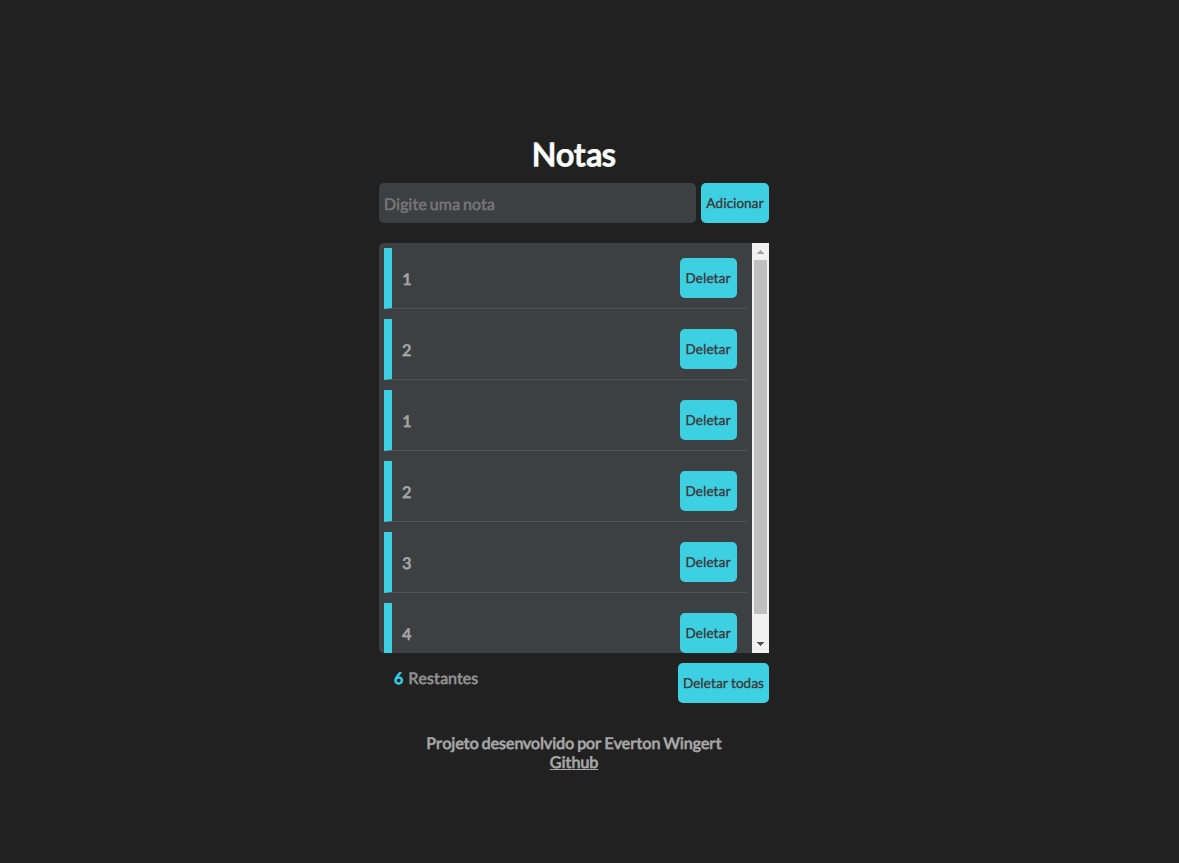 Notas
Digite uma nota Adicionar
1 Deletar
2 Deletar
1 Deletar
2 Deletar
3 Deletar
4 Deletar
6 Restantes Deletar todas
Projeto desenvolvido por Everton Wingert
Github